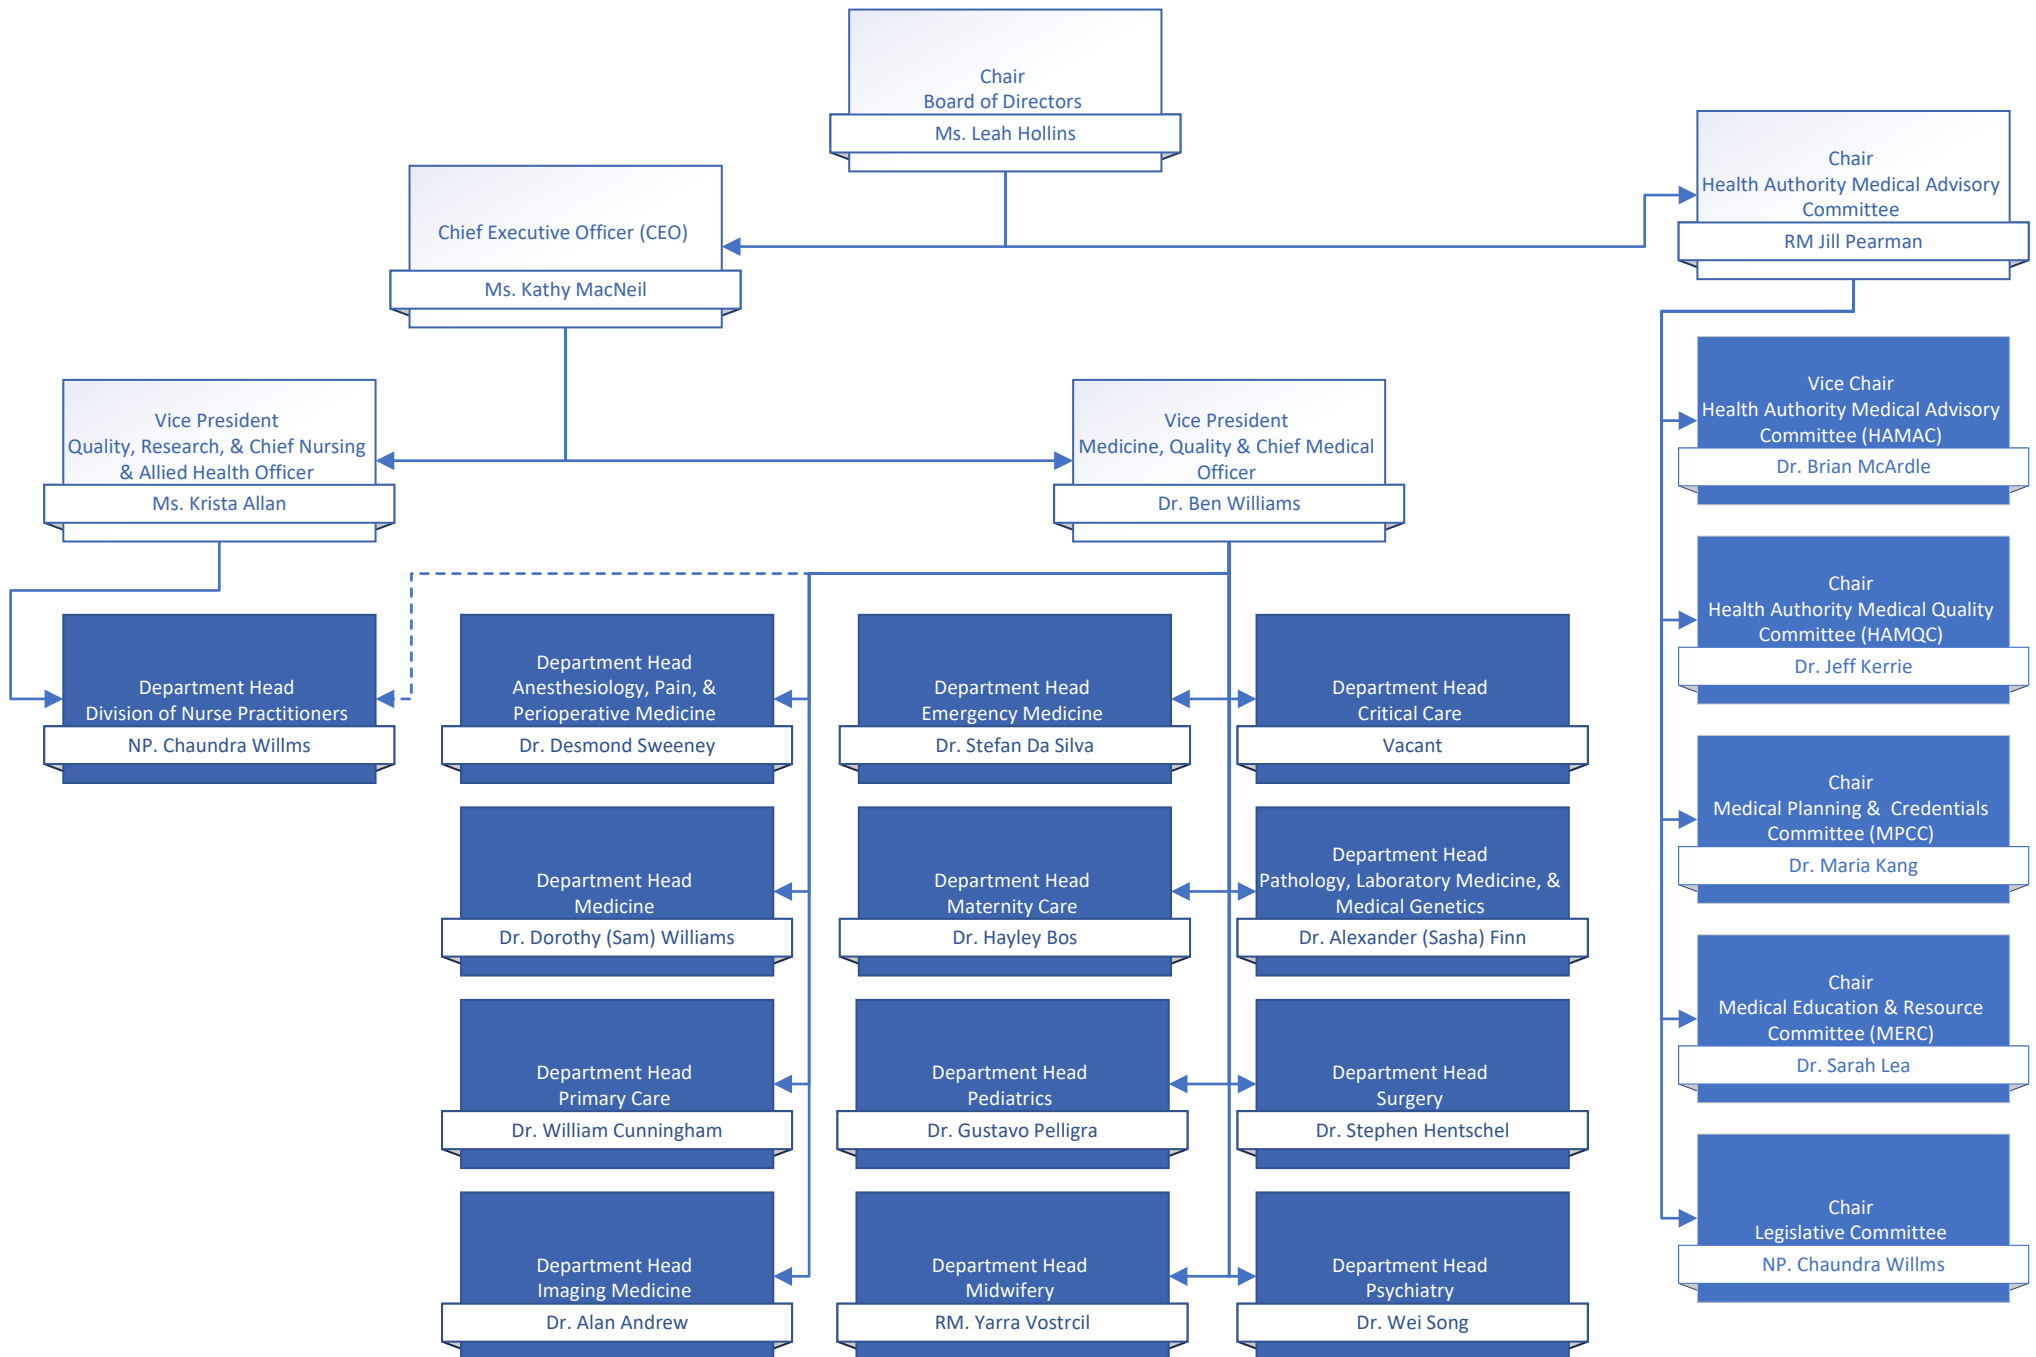 Chair
Board of Directors
Ms. Leah Hollins
Chair
Health Authority Medical Advisory
Committee
RM Jill Pearman
Chief Executive Officer (CEO)
Ms. Kathy MacNeil
Vice President
Quality, Research, & Chief Nursing
& Allied Health Officer
Ms. Krista Allan
Vice President
Medicine, Quality & Chief Medical
Officer
Dr. Ben Williams
Vice Chair
Health Authority Medical Advisory
Committee (HAMAC)
Dr. Brian McArdle
Chair
Health Authority Medical Quality
Committee (HAMQC)
Dr. Jeff Kerrie
Chair
Medical Planning &  Credentials
Committee (MPCC)
Dr. Maria Kang
Chair
Medical Education & Resource
Committee (MERC)
Dr. Sarah Lea
Chair
Legislative Committee
NP. Chaundra Willms
Department Head
Division of Nurse Practitioners
NP. Chaundra Willms
Department Head
Anesthesiology, Pain, &
Perioperative Medicine
Dr. Desmond Sweeney
Department Head
Emergency Medicine
Dr. Stefan Da Silva
Department Head
Critical Care
Vacant
Department Head
Medicine
Dr. Dorothy (Sam) Williams
Department Head
Maternity Care
Dr. Hayley Bos
Department Head
Pathology, Laboratory Medicine, &
Medical Genetics
Dr. Alexander (Sasha) Finn
Department Head
Primary Care
Dr. William Cunningham
Department Head
Pediatrics
Dr. Gustavo Pelligra
Department Head
Surgery
Dr. Stephen Hentschel
Department Head
Imaging Medicine
Dr. Alan Andrew
Department Head
Midwifery
RM. Yarra Vostrcil
Department Head
Psychiatry
Dr. Wei Song